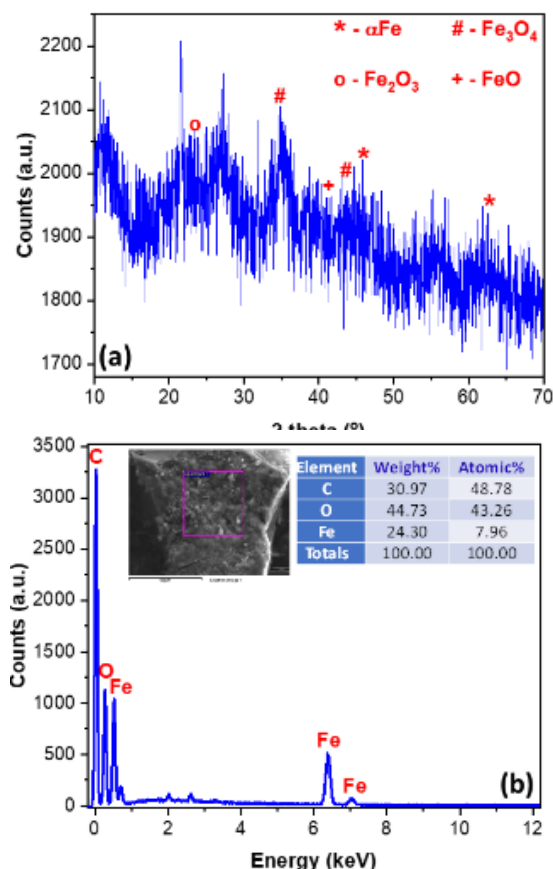 * - αFe # - Fe₃O₄
o - Fe₂O₃ + - FeO
2200
2100
2000
1900
1800
1700
Counts (a.u.)
o
#
+
#
*
*
(a)
10 20 30 40 50 60 70
2 theta (º)
3500
3000
2500
2000
1500
1000
500
0
Counts (a.u.)
C
O
Fe
Fe
Fe
Element Weight% Atomic%
C 30.97 48.78
O 44.73 43.26
Fe 24.30 7.96
Totals 100.00 100.00
(b)
0 2 4 6 8 10 12
Energy (keV)